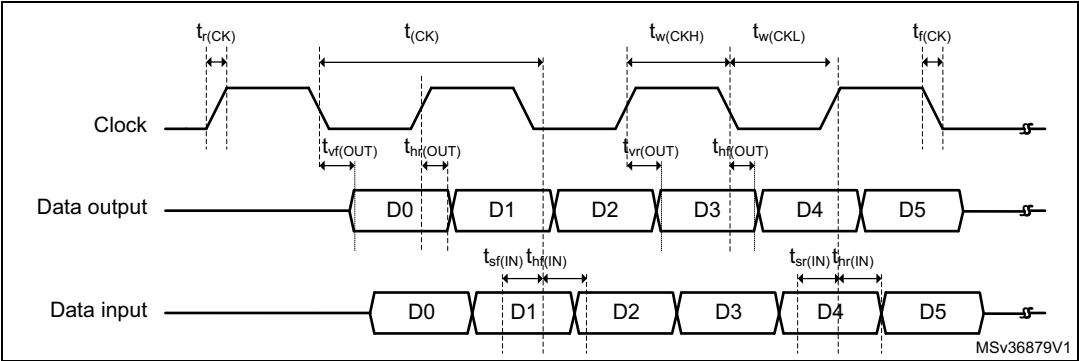 tr(CK) t(CK) tw(CKH) tw(CKL) tf(CK)
Clock
tvf(OUT) thr(OUT) tvr(OUT) thf(OUT)
Data output D0 D1 D2 D3 D4 D5
tsf(IN) thf(IN) tsr(IN) thr(IN)
Data input D0 D1 D2 D3 D4 D5
MSv36879V1